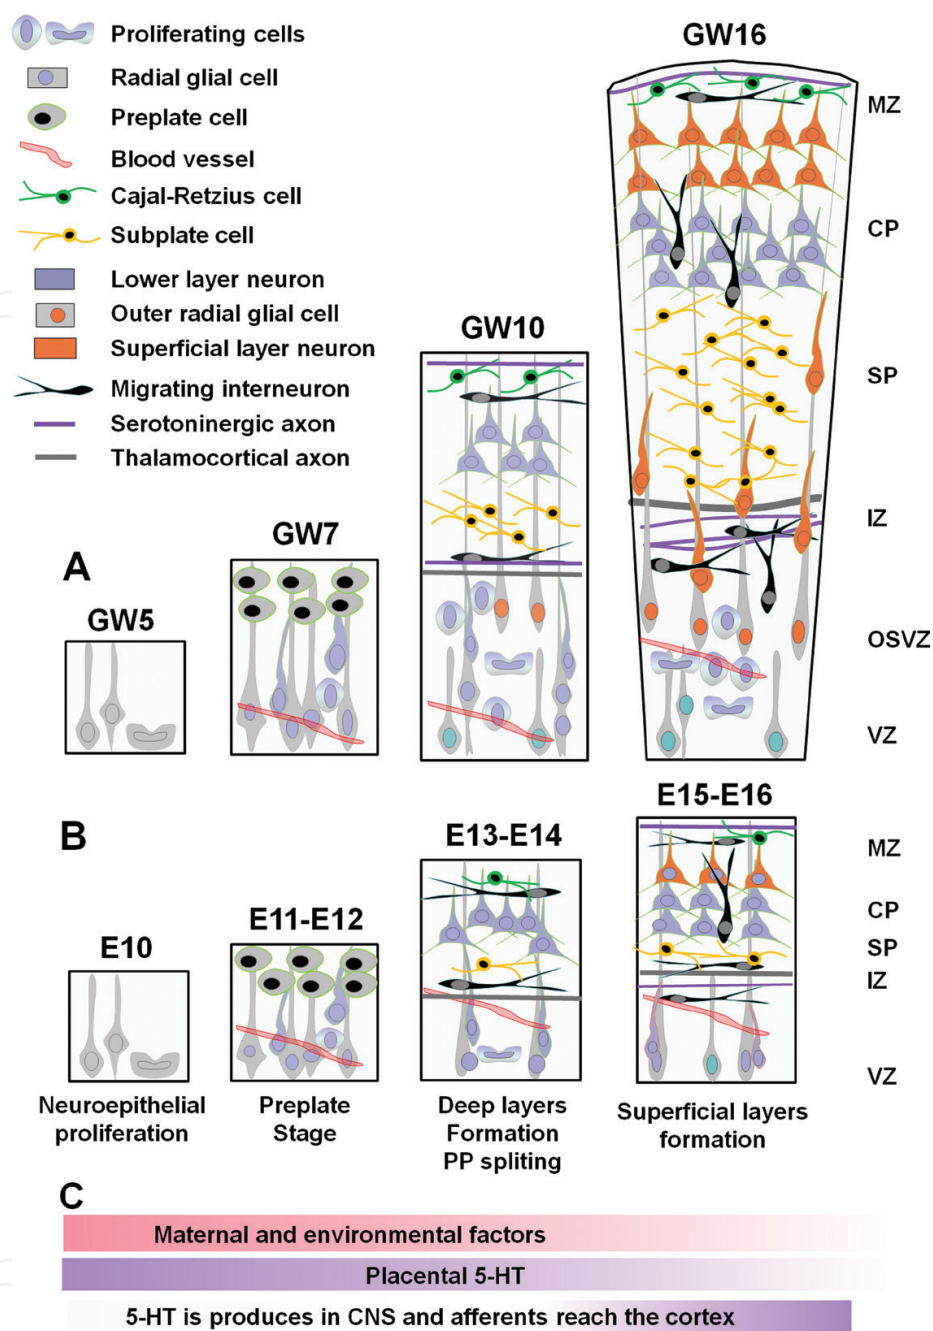 Proliferating cells
Radial glial cell
Preplate cell
Blood vessel
Cajal-Retzius cell
Subplate cell
Lower layer neuron
Outer radial glial cell
Superficial layer neuron
Migrating interneuron
Serotoninergic axon
Thalamocortical axon
A
GW5
GW7
GW10
GW16
MZ
CP
SP
IZ
OSVZ
VZ
B
E10
E11-E12
E13-E14
E15-E16
MZ
CP
SP
IZ
VZ
Neuroepithelial
proliferation
Preplate
Stage
Deep layers
Formation
PP spliting
Superficial layers
formation
C
Maternal and environmental factors
Placental 5-HT
5-HT is produces in CNS and afferents reach the cortex